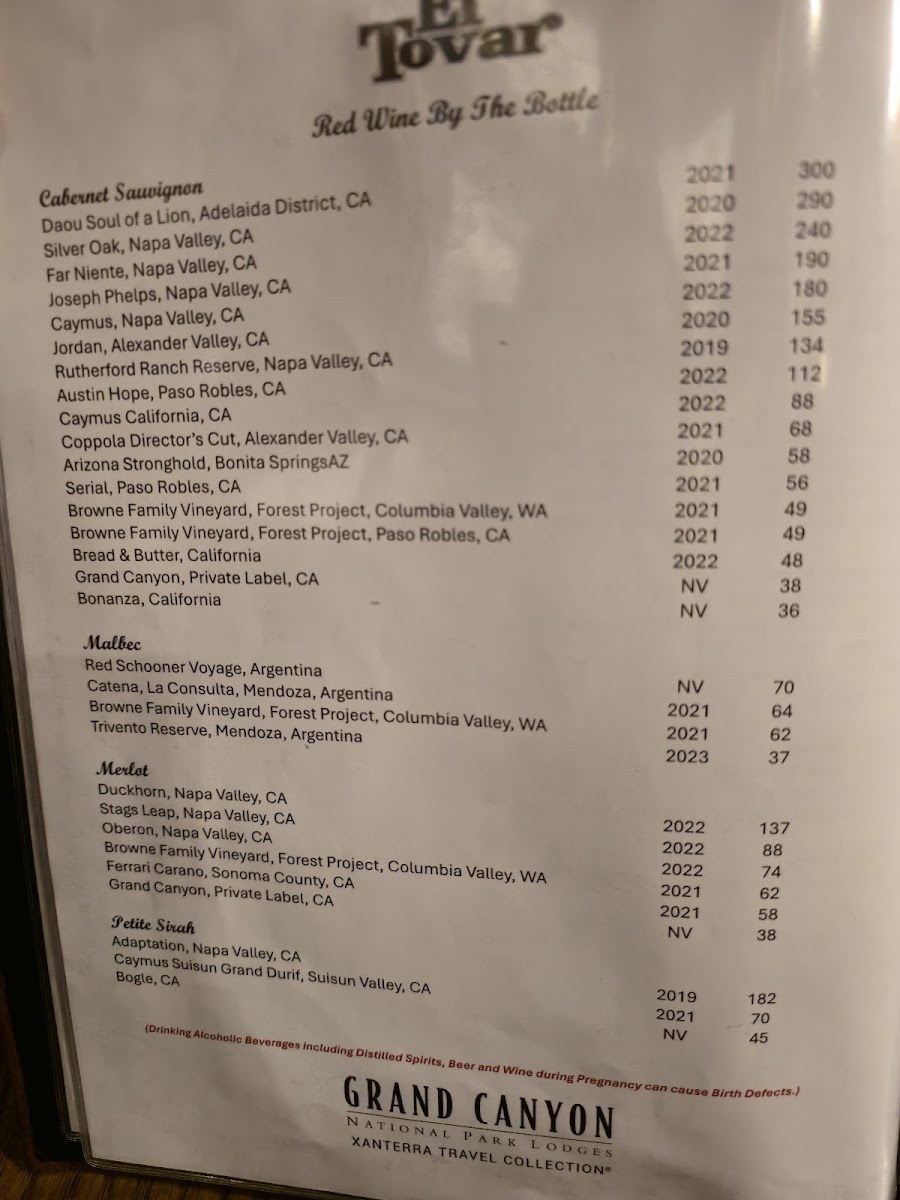 El
Tovar®
Red Wine By The Bottle
Cabernet Sauvignon
Daou Soul of a Lion, Adelaida District, CA 2021 300
Silver Oak, Napa Valley, CA 2020 290
Far Niente, Napa Valley, CA 2022 240
Joseph Phelps, Napa Valley, CA 2021 190
Caymus, Napa Valley, CA 2022 180
Jordan, Alexander Valley, CA 2020 155
Rutherford Ranch Reserve, Napa Valley, CA 2019 134
Austin Hope, Paso Robles, CA 2022 112
Caymus California, CA 2022 88
Coppola Director's Cut, Alexander Valley, CA 2021 68
Arizona Stronghold, Bonita SpringsAZ 2020 58
Serial, Paso Robles, CA 2021 56
Browne Family Vineyard, Forest Project, Columbia Valley, WA 2021 49
Browne Family Vineyard, Forest Project, Paso Robles, CA 2021 49
Bread & Butter, California 2022 48
Grand Canyon, Private Label, CA NV 38
Bonanza, California NV 36
Malbec
Red Schooner Voyage, Argentina NV 70
Catena, La Consulta, Mendoza, Argentina 2021 64
Browne Family Vineyard, Forest Project, Columbia Valley, WA 2021 62
Trivento Reserve, Mendoza, Argentina 2023 37
Merlot
Duckhorn, Napa Valley, CA 2022 137
Stags Leap, Napa Valley, CA 2022 88
Oberon, Napa Valley, CA 2022 74
Browne Family Vineyard, Forest Project, Columbia Valley, WA 2021 62
Ferrari Carano, Sonoma County, CA 2021 58
Grand Canyon, Private Label, CA NV 38
Petite Sirah
Adaptation, Napa Valley, CA 2019 182
Caymus Suisun Grand Durif, Suisun Valley, CA 2021 70
Bogle, CA NV 45
(Drinking Alcoholic Beverages including Distilled Spirits, Beer and Wine during Pregnancy can cause Birth Defects.)
GRAND CANYON
NATIONAL PARK LODGES
XANTERRA TRAVEL COLLECTION®